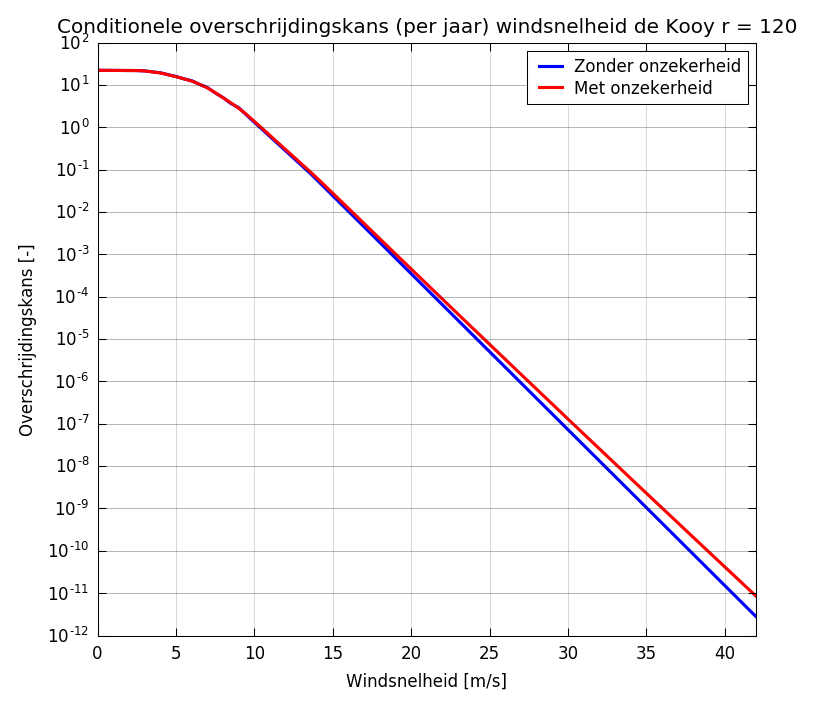 Conditionele overschrijdingskans (per jaar) windsnelheid de Kooy r = 120
Zonder onzekerheid
Met onzekerheid
Overschrijdingskans [-]
10^2
10^1
10^0
10^-1
10^-2
10^-3
10^-4
10^-5
10^-6
10^-7
10^-8
10^-9
10^-10
10^-11
10^-12
0 5 10 15 20 25 30 35 40
Windsnelheid [m/s]